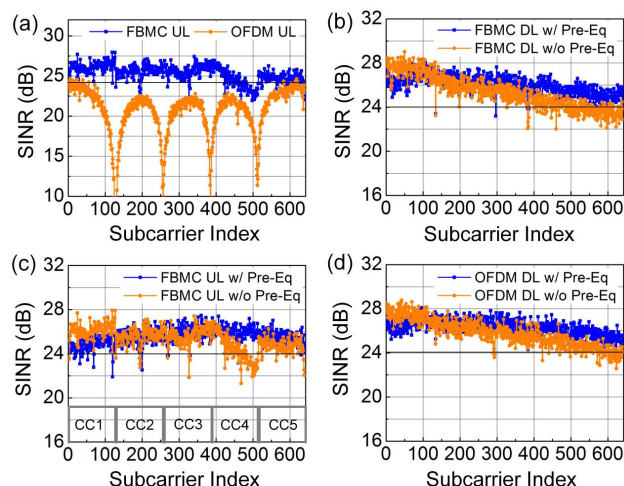 (a)
FBMC UL OFDM UL
30
25
20
15
10
SINR (dB)
0 100 200 300 400 500 600
Subcarrier Index
(b)
FBMC DL w/ Pre-Eq
FBMC DL w/o Pre-Eq
32
28
24
20
16
SINR (dB)
0 100 200 300 400 500 600
Subcarrier Index
(c)
FBMC UL w/ Pre-Eq
FBMC UL w/o Pre-Eq
32
28
24
20
16
SINR (dB)
CC1 CC2 CC3 CC4 CC5
0 100 200 300 400 500 600
Subcarrier Index
(d)
OFDM DL w/ Pre-Eq
OFDM DL w/o Pre-Eq
32
28
24
20
16
SINR (dB)
0 100 200 300 400 500 600
Subcarrier Index